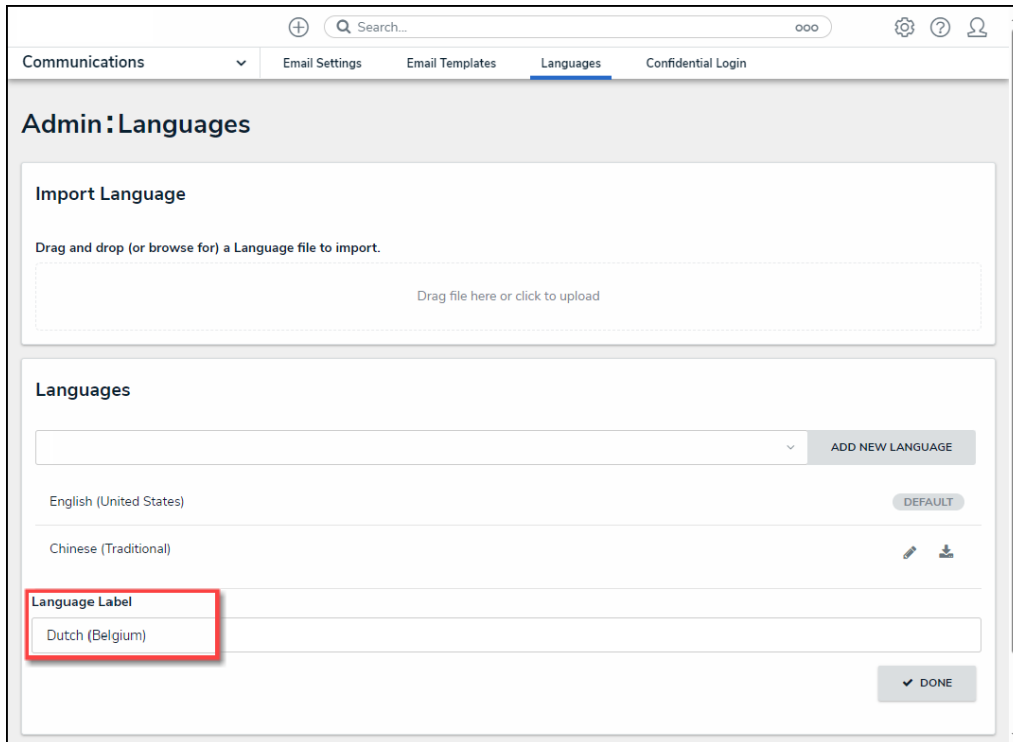 Search...
Communications Email Settings Email Templates Languages Confidential Login
Admin:Languages
Import Language
Drag and drop (or browse for) a Language file to import.
Drag file here or click to upload
Languages
ADD NEW LANGUAGE
English (United States) DEFAULT
Chinese (Traditional)
Language Label
Dutch (Belgium)
DONE